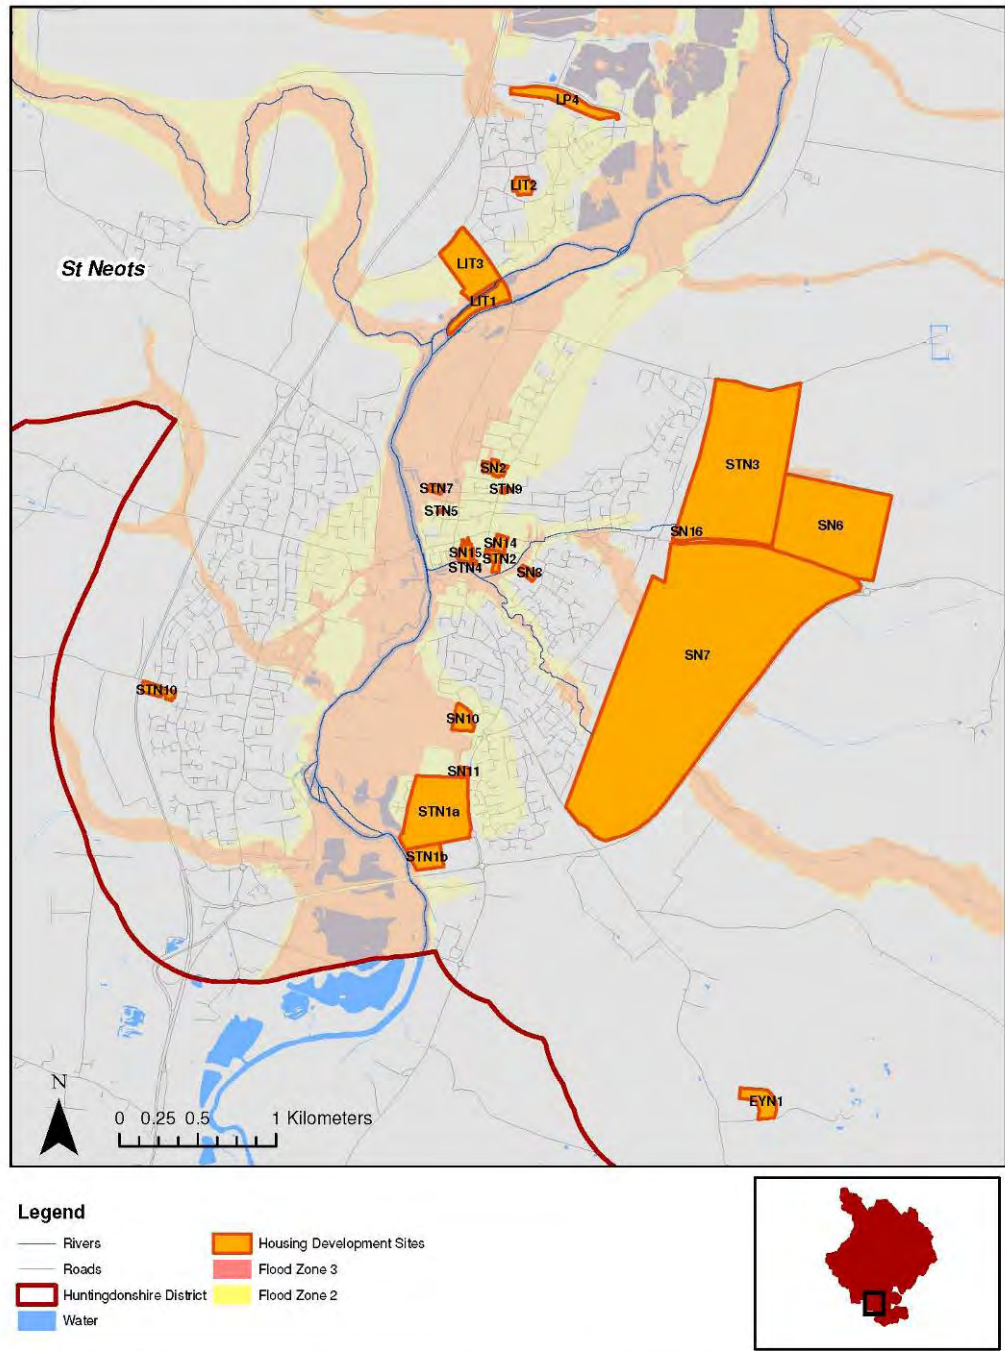 LP4
LIT2
LIT3
St Neots
LIT1
STN3
SN2
STN7
STN9
STN5
SN6
SN16
SN14
SN15
STN2
STN4
SN8
SN7
STN10
SN10
SN11
STN1a
STN1b
N
EYN1
0 0.25 0.5 1 Kilometers
Legend
Rivers
Housing Development Sites
Roads
Flood Zone 3
Huntingdonshire District
Flood Zone 2
Water